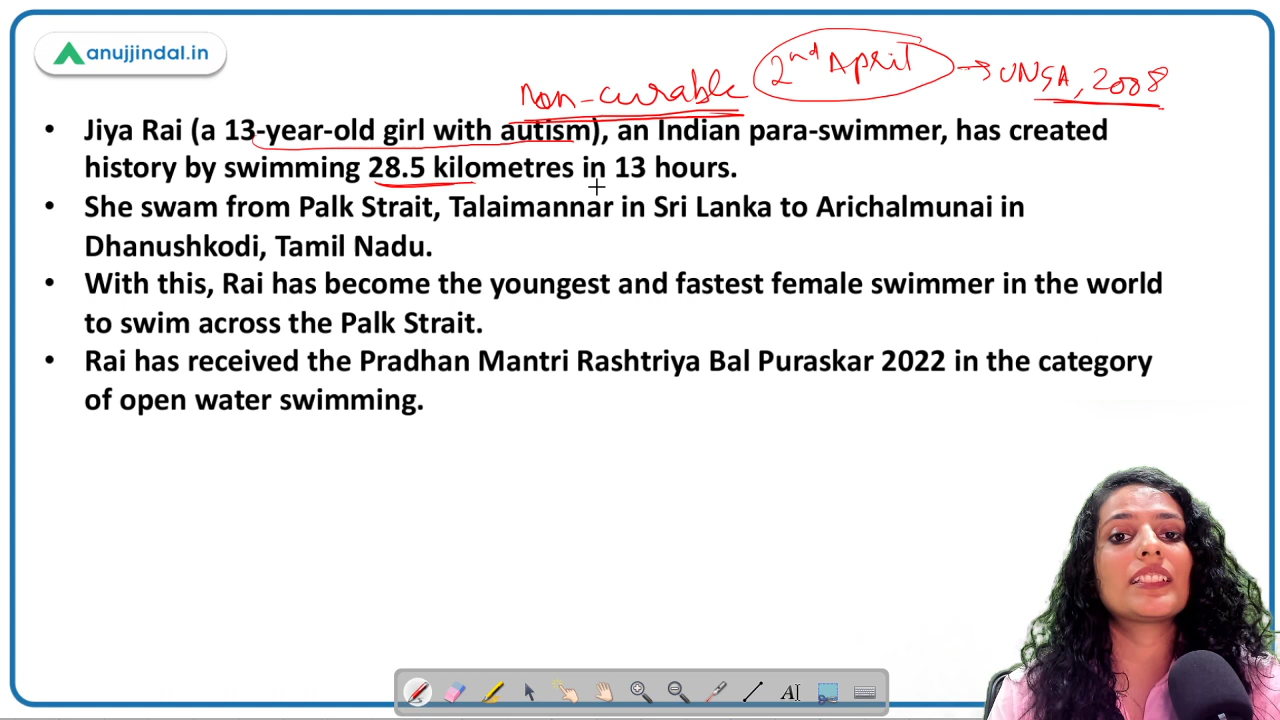 anujjindal.in
2nd April → UNGA, 2008
non-curable
• Jiya Rai (a 13-year-old girl with autism), an Indian para-swimmer, has created
history by swimming 28.5 kilometres in 13 hours.
• She swam from Palk Strait, Talaimannar in Sri Lanka to Arichalmunai in
Dhanushkodi, Tamil Nadu.
• With this, Rai has become the youngest and fastest female swimmer in the world
to swim across the Palk Strait.
• Rai has received the Pradhan Mantri Rashtriya Bal Puraskar 2022 in the category
of open water swimming.
AI